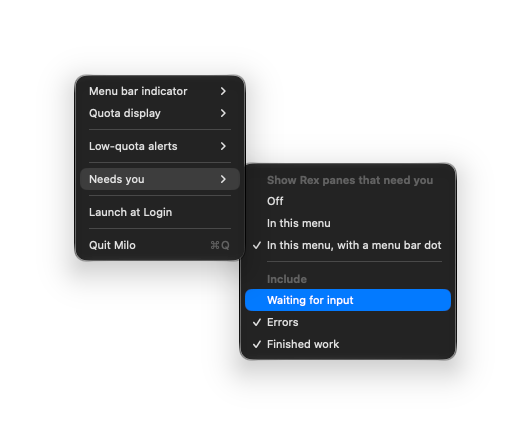 Menu bar indicator
Quota display
Low-quota alerts
Needs you
Launch at Login
Quit Milo ⌘Q
Show Rex panes that need you
Off
In this menu
✓ In this menu, with a menu bar dot
Include
Waiting for input
✓ Errors
✓ Finished work